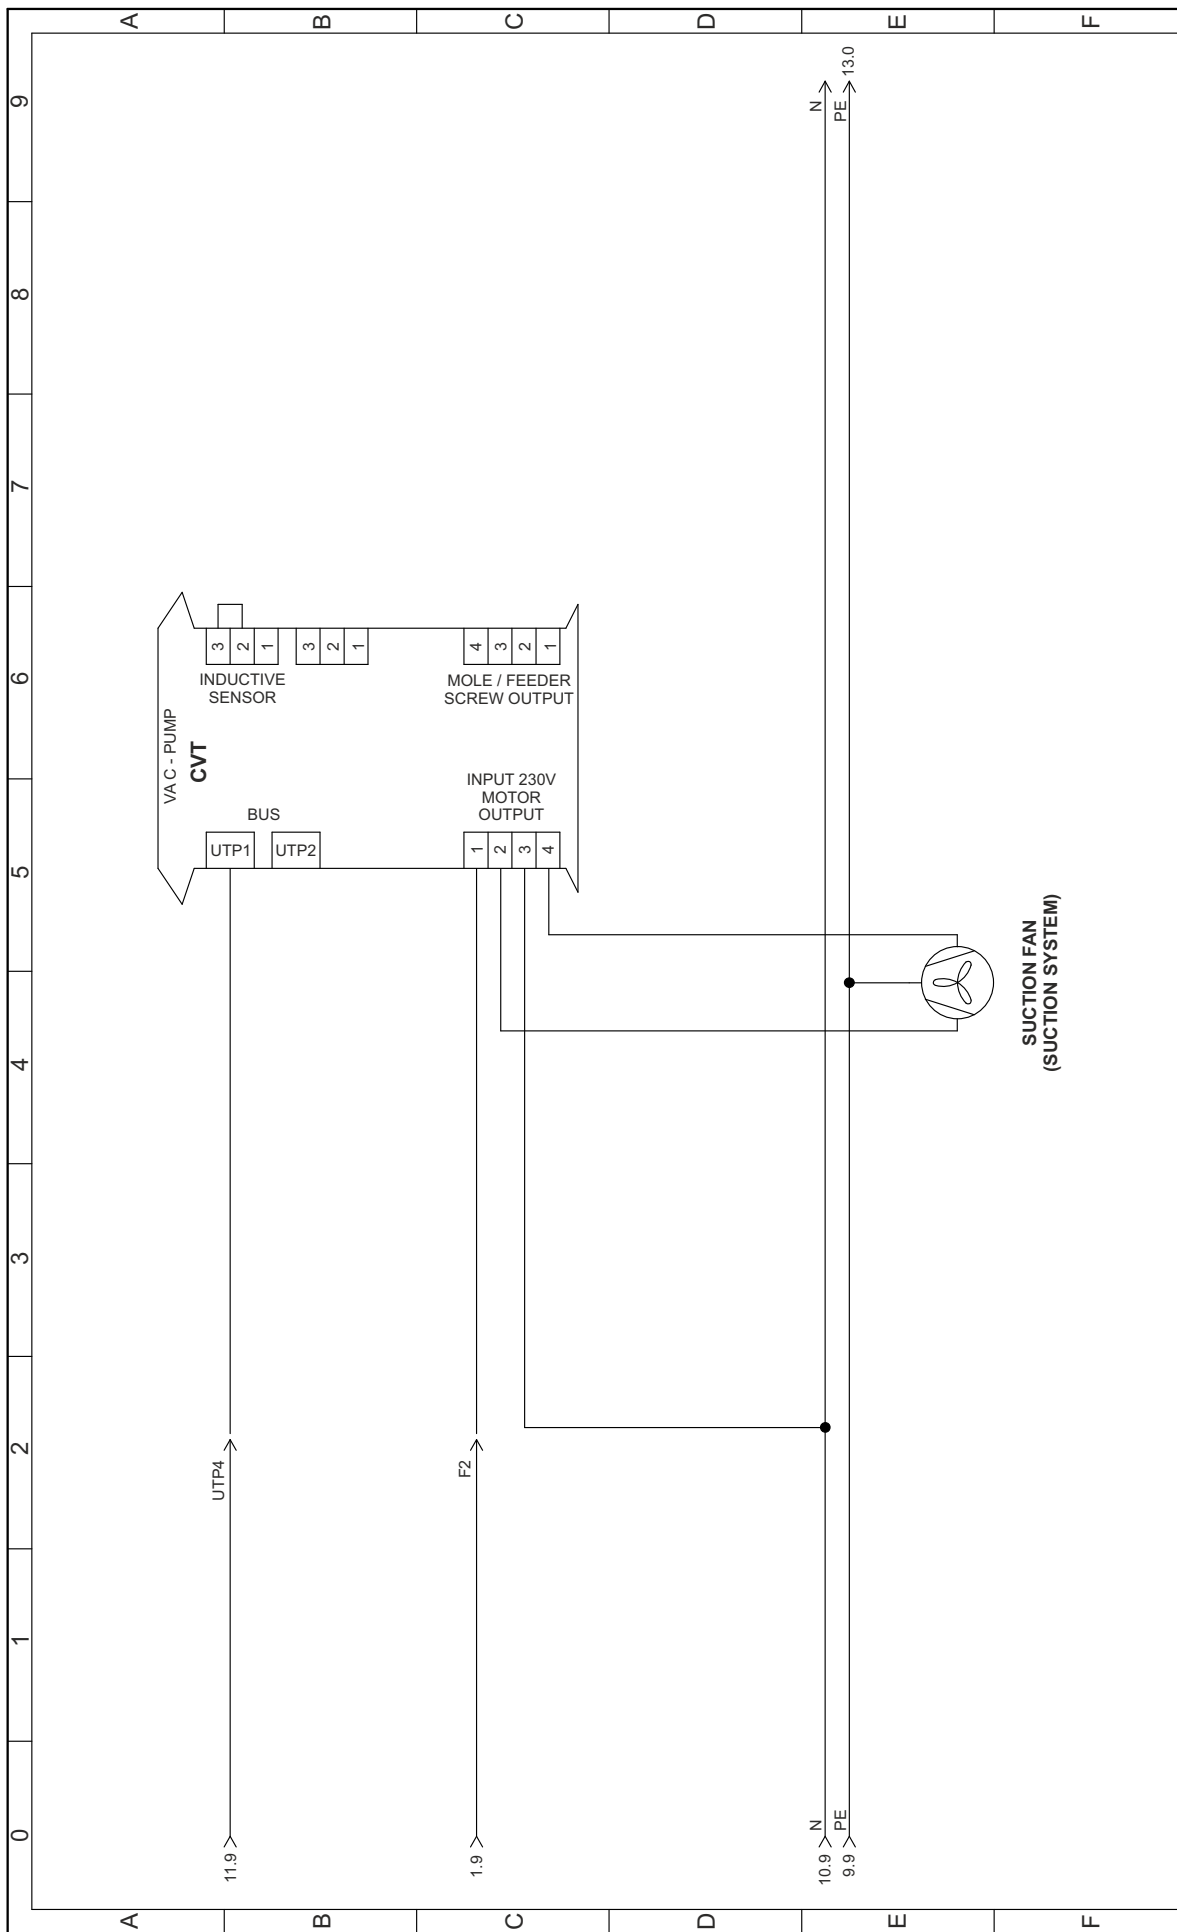 A
B
C
D
E
F
9
8
7
6
5
4
3
2
1
0
N
PE
13.0
VAC - PUMP
CVT
3
2
1
INDUCTIVE
SENSOR
3
2
1
4
3
2
1
MOLE / FEEDER
SCREW OUTPUT
BUS
UTP1
UTP2
INPUT 230V
MOTOR
OUTPUT
1
2
3
4
SUCTION FAN
(SUCTION SYSTEM)
UTP4
F2
11.9
1.9
N
PE
10.9
9.9
A
B
C
D
E
F